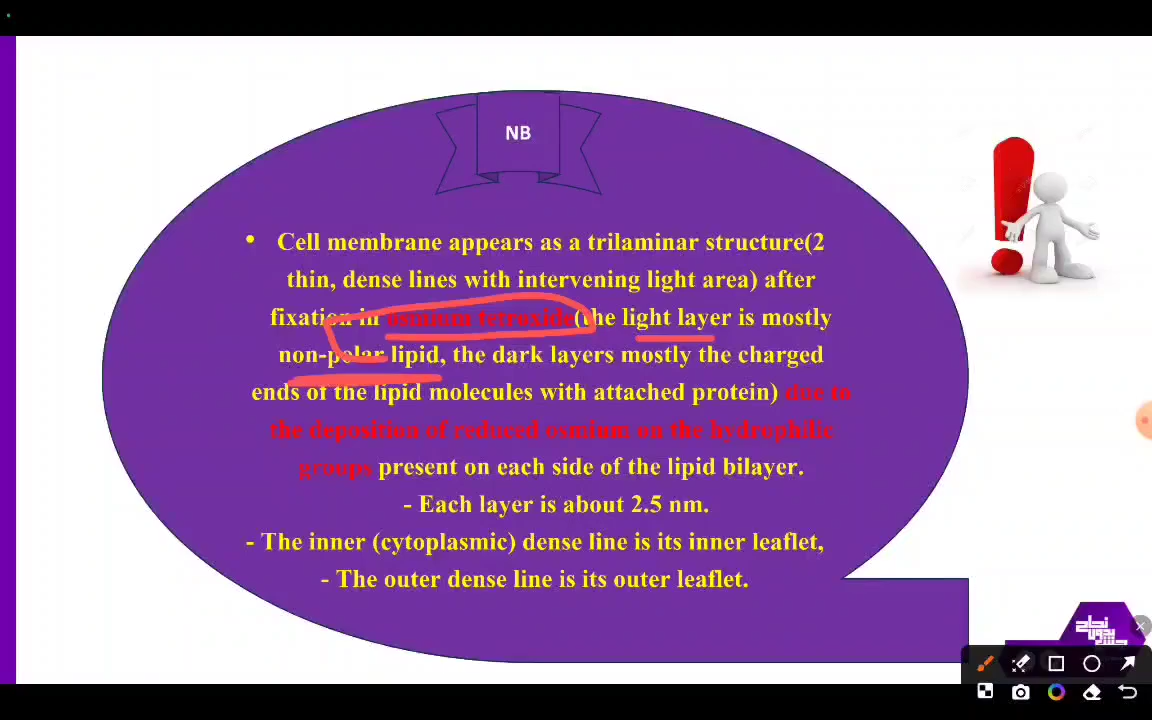 NB
• Cell membrane appears as a trilaminar structure(2
thin, dense lines with intervening light area) after
fixation in osmium tetroxide(the light layer is mostly
non-polar lipid, the dark layers mostly the charged
ends of the lipid molecules with attached protein) due to
the deposition of reduced osmium on the hydrophilic
groups present on each side of the lipid bilayer.
- Each layer is about 2.5 nm.
- The inner (cytoplasmic) dense line is its inner leaflet,
- The outer dense line is its outer leaflet.